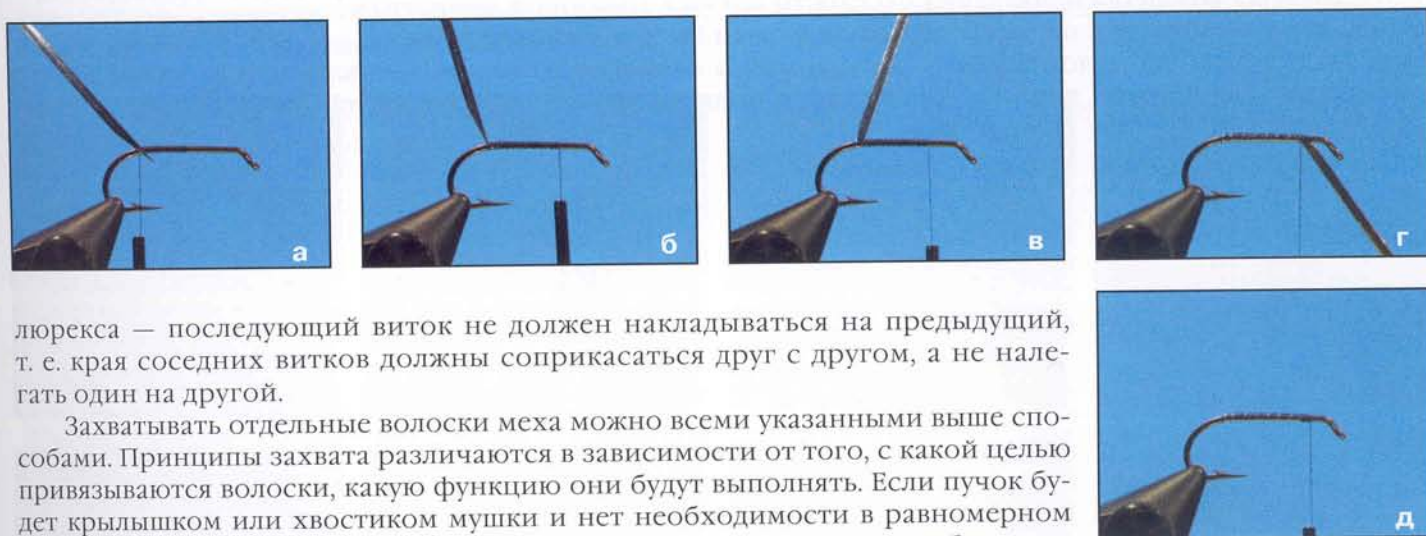 а
б
в
г
люрекса — последующий виток не должен накладываться на предыдущий,
т. е. края соседних витков должны соприкасаться друг с другом, а не нале-
гать один на другой.
Захватывать отдельные волоски меха можно всеми указанными выше спо-
собами. Принципы захвата различаются в зависимости от того, с какой целью
привязываются волоски, какую функцию они будут выполнять. Если пучок бу-
дет крылышком или хвостиком мушки и нет необходимости в равномерном
д